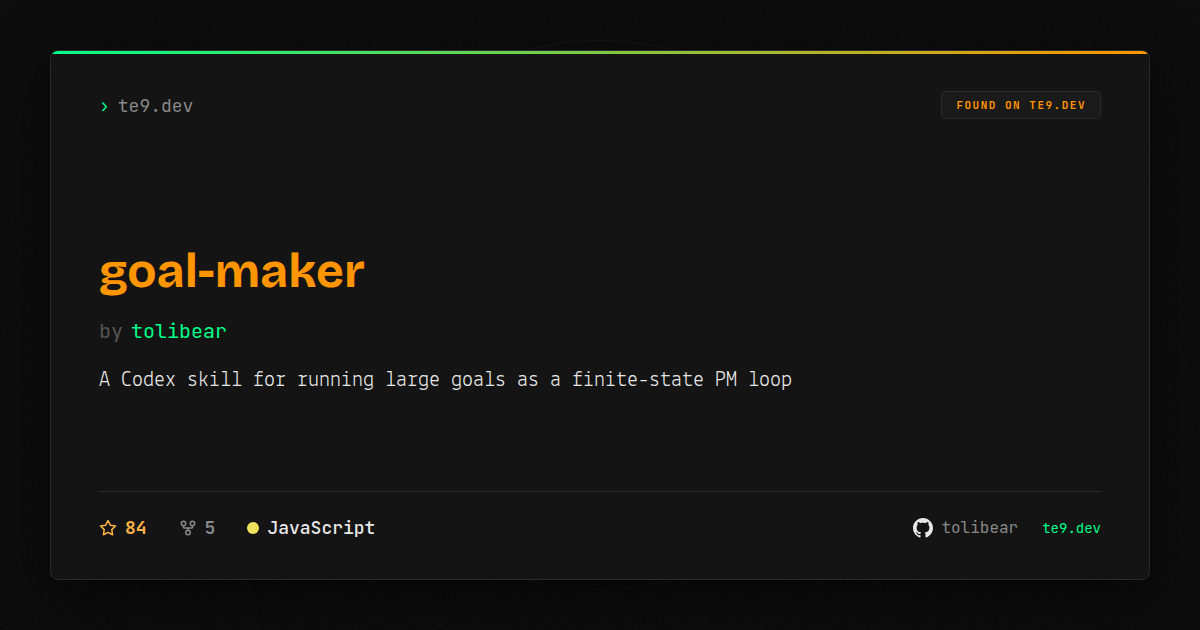 › te9.dev
FOUND ON TE9.DEV
goal-maker
by tolibear
A Codex skill for running large goals as a finite-state PM loop
84 5 JavaScript
tolibear te9.dev